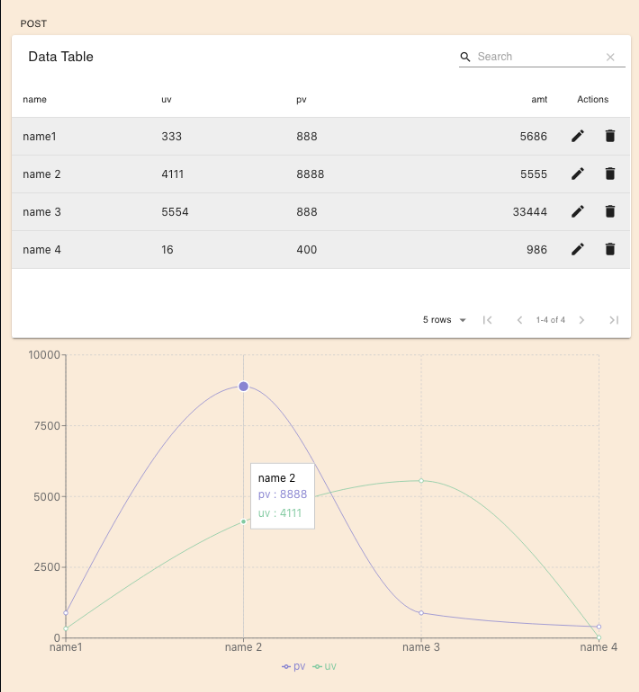 POST
Data Table
Search
name uv pv amt Actions
name1 333 888 5686
name 2 4111 8888 5555
name 3 5554 888 33444
name 4 16 400 986
5 rows 1-4 of 4
10000
7500
5000
2500
0
name 2
pv : 8888
uv : 4111
name1 name 2 name 3 name 4
pv uv